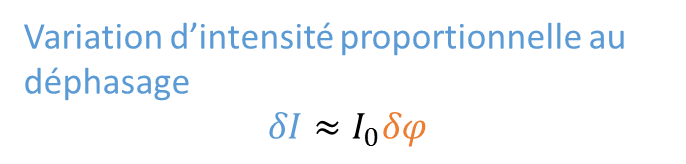 Variation d’intensité proportionnelle au
déphasage
𝛿𝐼 ≈ 𝐼₀𝛿𝜑